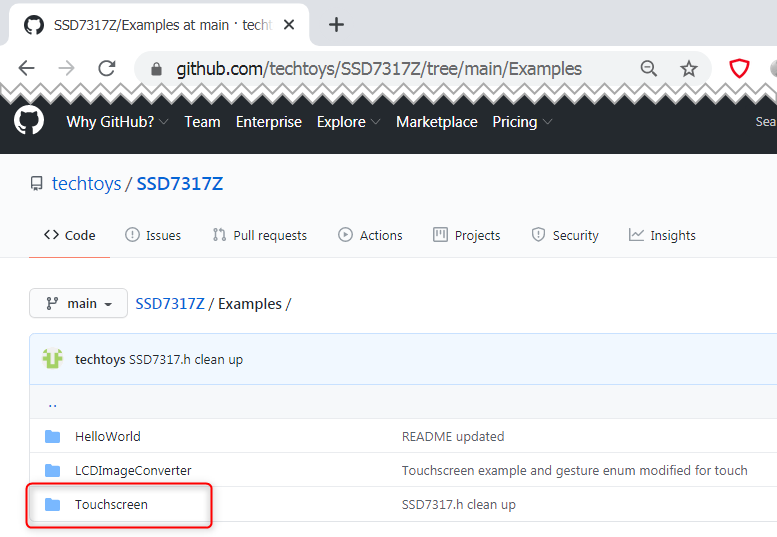 SSD7317Z/Examples at main · techt
github.com/techtoys/SSD7317Z/tree/main/Examples
Why GitHub? Team Enterprise Explore Marketplace Pricing Sea
techtoys / SSD7317Z
<> Code Issues Pull requests Actions Projects Security Insights
main SSD7317Z / Examples /
techtoys SSD7317.h clean up
..
HelloWorld README updated
LCDImageConverter Touchscreen example and gesture enum modified for touch
Touchscreen SSD7317.h clean up